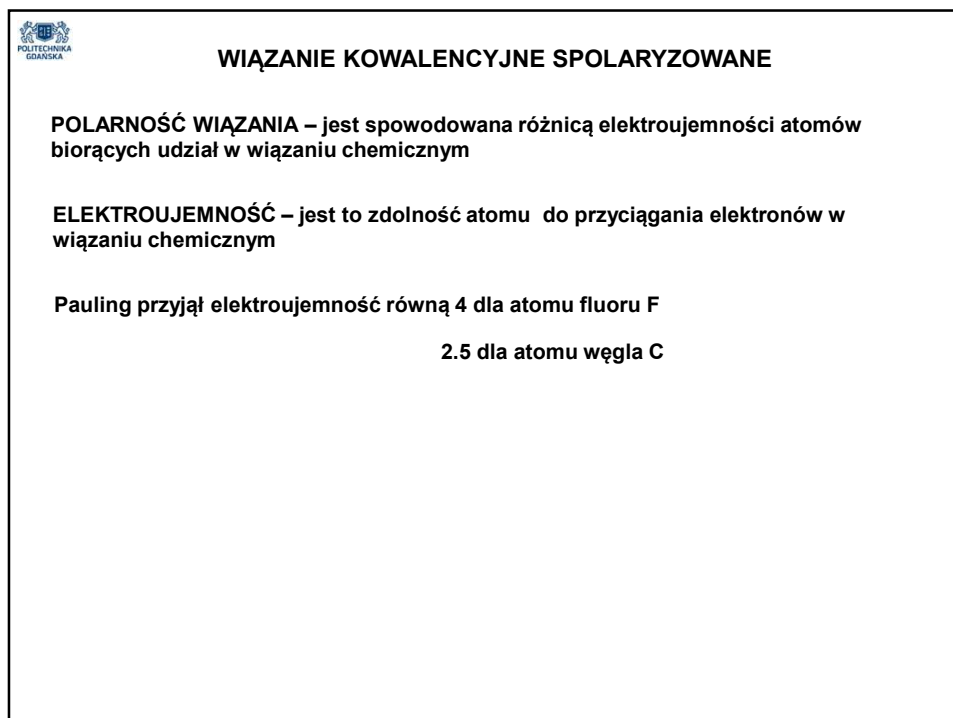 POLITECHNIKA
GDAŃSKA
WIĄZANIE KOWALENCYJNE SPOLARYZOWANE
POLARNOŚĆ WIĄZANIA – jest spowodowana różnicą elektroujemności atomów
biorących udział w wiązaniu chemicznym
ELEKTROUJEMNOŚĆ – jest to zdolność atomu do przyciągania elektronów w
wiązaniu chemicznym
Pauling przyjął elektroujemność równą 4 dla atomu fluoru F
2.5 dla atomu węgla C